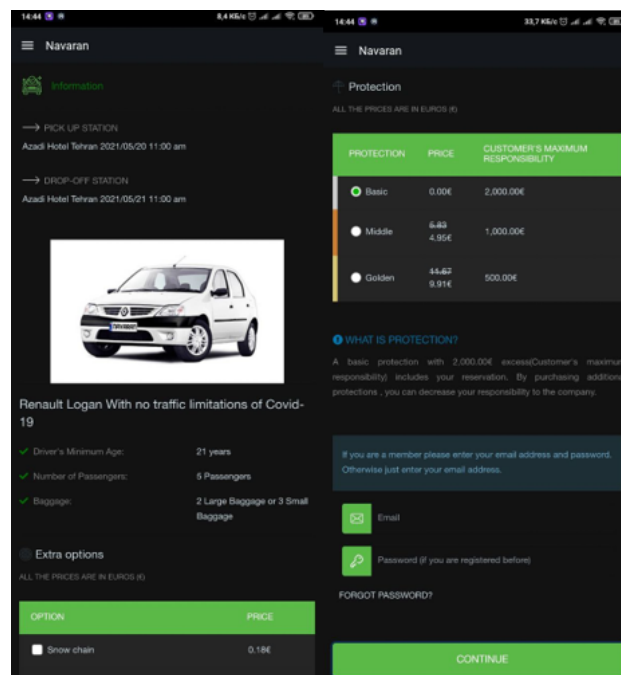 14:44
8,4 КБ/с
Navaran
Information
PICK UP STATION
Azadi Hotel Tehran 2021/05/20 11:00 am
DROP-OFF STATION
Azadi Hotel Tehran 2021/05/21 11:00 am
Renault Logan With no traffic limitations of Covid-
19
Driver's Minimum Age: 21 years
Number of Passengers: 5 Passengers
Baggage: 2 Large Baggage or 3 Small
Baggage
Extra options
ALL THE PRICES ARE IN EUROS (€)
OPTION PRICE
Snow chain 0.18€
14:44
33,7 КБ/с
Navaran
Protection
ALL THE PRICES ARE IN EUROS (€)
PROTECTION PRICE CUSTOMER'S MAXIMUM
RESPONSIBILITY
Basic 0.00€ 2,000.00€
Middle 5.83
4.95€ 1,000.00€
Golden 11.67
9.91€ 500.00€
WHAT IS PROTECTION?
A basic protection with 2,000.00€ excess(Customer's maximum
responsibility) includes your reservation. By purchasing additional
protections , you can decrease your responsibility to the company.
If you are a member please enter your email address and password.
Otherwise just enter your email address.
Email
Password (if you are registered before)
FORGOT PASSWORD?
CONTINUE